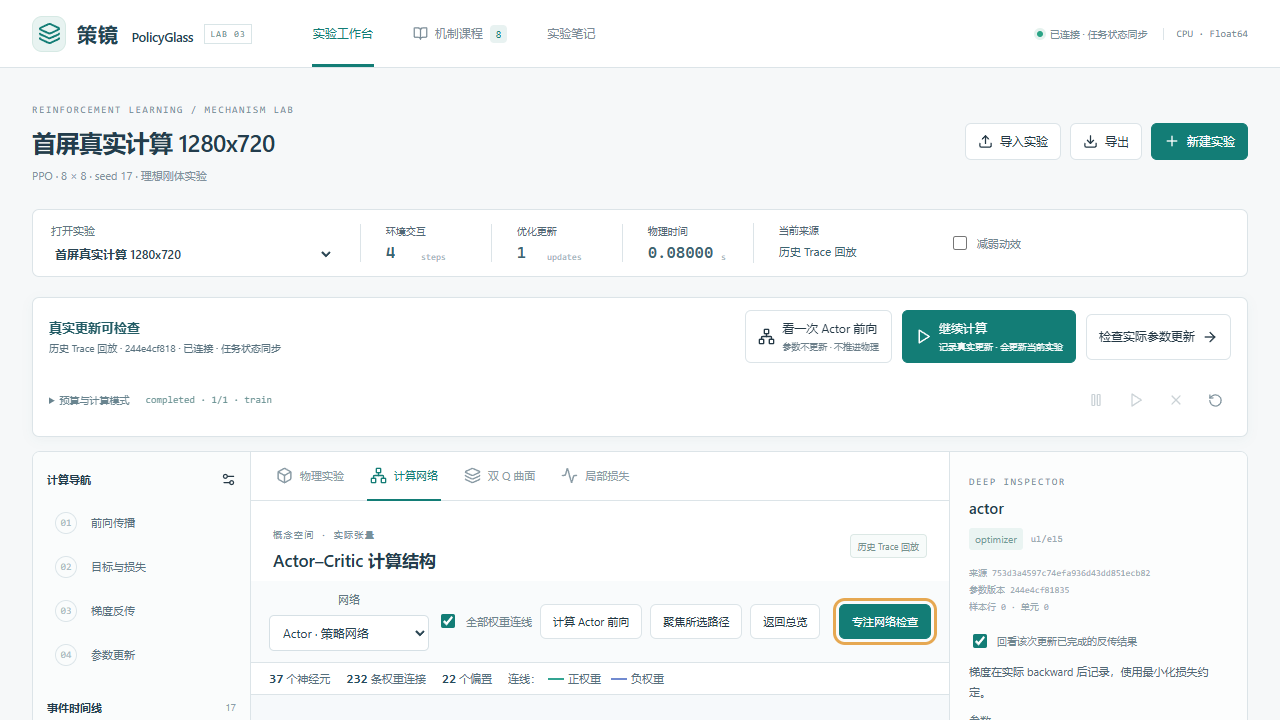 策镜 PolicyGlass LAB 03
实验工作台
机制课程 8
实验笔记
已连接 · 任务状态同步
CPU · Float64
REINFORCEMENT LEARNING / MECHANISM LAB
首屏真实计算 1280x720
PPO · 8 × 8 · seed 17 · 理想刚体实验
导入实验
导出
新建实验
打开实验
首屏真实计算 1280x720
环境交互
4 steps
优化更新
1 updates
物理时间
0.08000 s
当前来源
历史 Trace 回放
减弱动效
真实更新可检查
历史 Trace 回放 · 244e4cf818 · 已连接 · 任务状态同步
看一次 Actor 前向
参数不更新 · 不推进物理
继续计算
记录真实更新 · 会更新当前实验
检查实际参数更新
预算与计算模式
completed · 1/1 · train
计算导航
01 前向传播
02 目标与损失
03 梯度反传
04 参数更新
事件时间线 17
物理实验
计算网络
双 Q 曲面
局部损失
概念空间 · 实际张量
Actor–Critic 计算结构
历史 Trace 回放
网络
Actor · 策略网络
全部权重连线
计算 Actor 前向
聚焦所选路径
返回总览
专注网络检查
37 个神经元 232 条权重连接 22 个偏置 连线: 正权重 负权重
DEEP INSPECTOR
actor
optimizer u1/e15
来源 753d3a4597c74efa936d43dd851ecb82
参数版本 244e4cf81835
样本行 0 · 单元 0
回看该次更新已完成的反传结果
梯度在实际 backward 后记录，使用最小化损失约
定。
参数